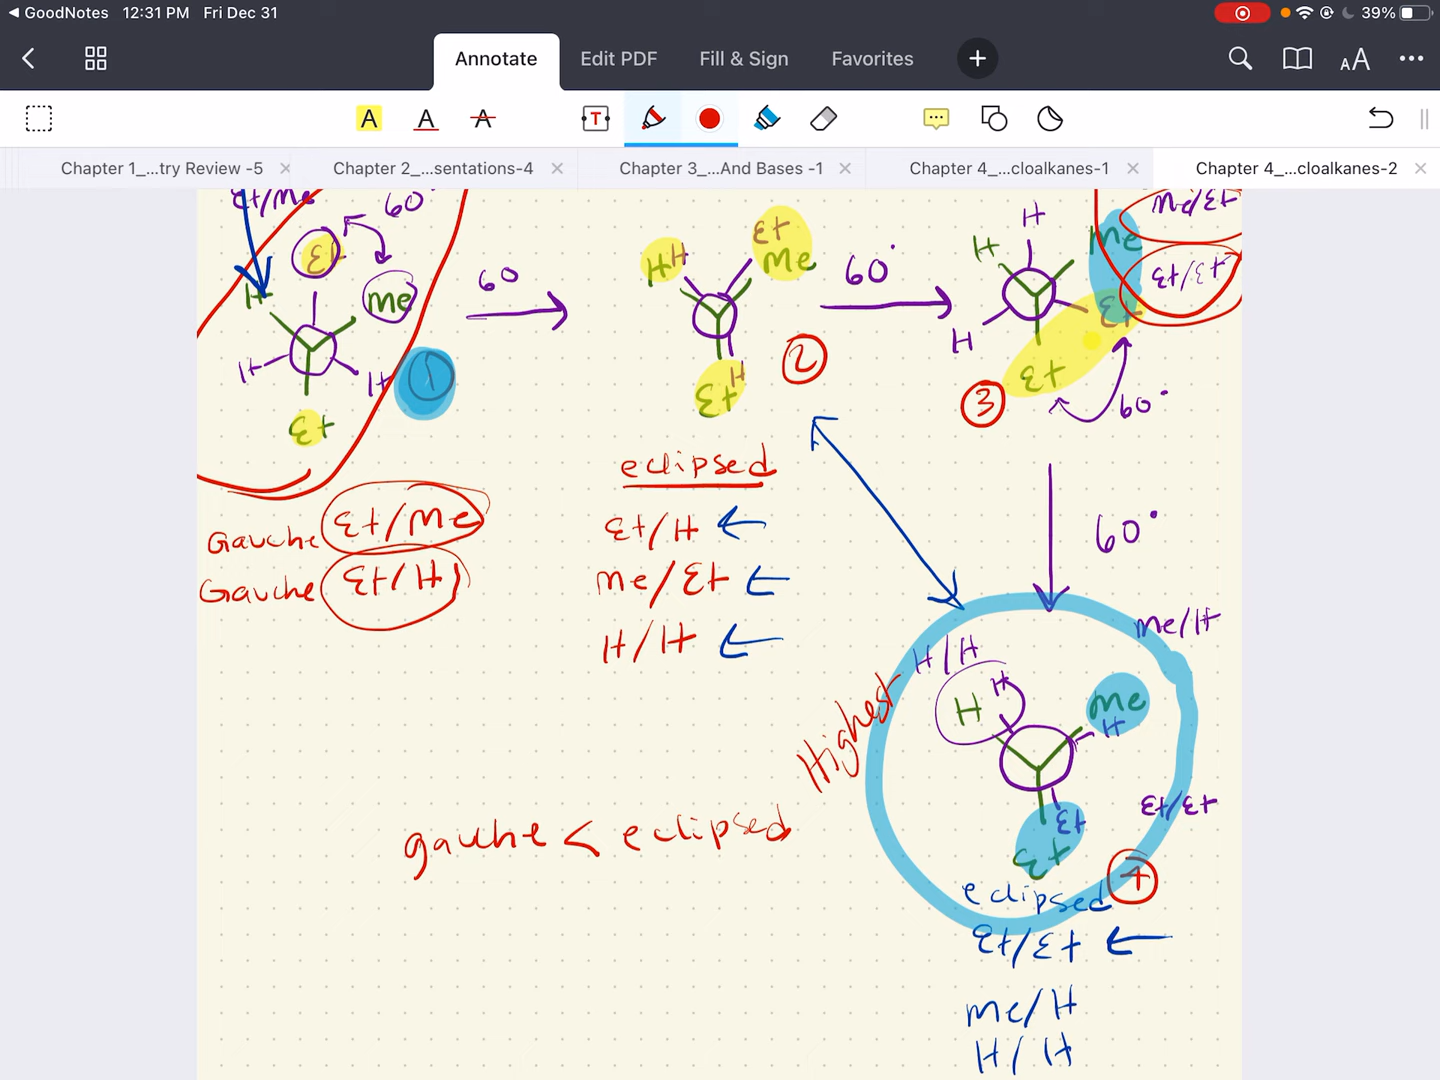 GoodNotes 12:31 PM Fri Dec 31 39%
Annotate Edit PDF Fill & Sign Favorites
A A A T AA
Chapter 1_...try Review -5 Chapter 2_...sentations-4 Chapter 3_...And Bases -1 Chapter 4_...cloalkanes-1 Chapter 4_...cloalkanes-2
Et/Me 60°
Et
H Me
H H
Et
1
60
H H Et Me
H
Et
2
60°
H
H Me
H Et
Et
3
60°
Me/Et
Et/Et
Gauche Et/Me
Gauche Et/H
eclipsed
Et/H
Me/Et
H/H
60°
Highest
H/H
Me/H
H H Me
H
Et/Et
Et
Et
4
eclipsed
Et/Et
Me/H
H/H
gauche < eclipsed